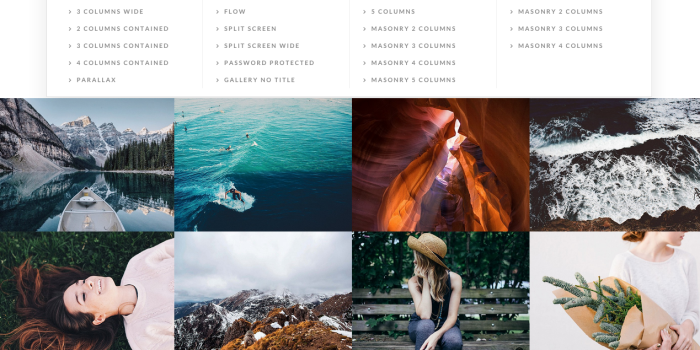 3 COLUMNS WIDE
2 COLUMNS CONTAINED
3 COLUMNS CONTAINED
4 COLUMNS CONTAINED
PARALLAX
FLOW
SPLIT SCREEN
SPLIT SCREEN WIDE
PASSWORD PROTECTED
GALLERY NO TITLE
5 COLUMNS
MASONRY 2 COLUMNS
MASONRY 3 COLUMNS
MASONRY 4 COLUMNS
MASONRY 5 COLUMNS
MASONRY 2 COLUMNS
MASONRY 3 COLUMNS
MASONRY 4 COLUMNS